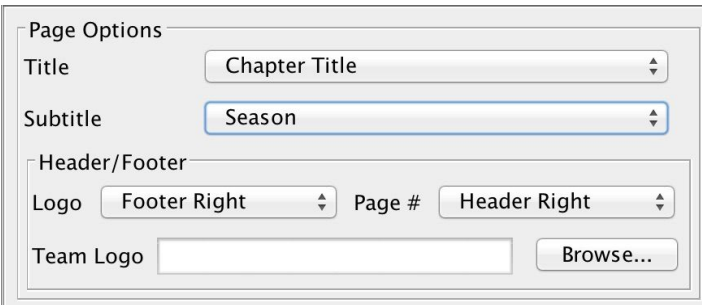 Page Options
Title Chapter Title
Subtitle Season
Header/Footer
Logo Footer Right Page # Header Right
Team Logo Browse...